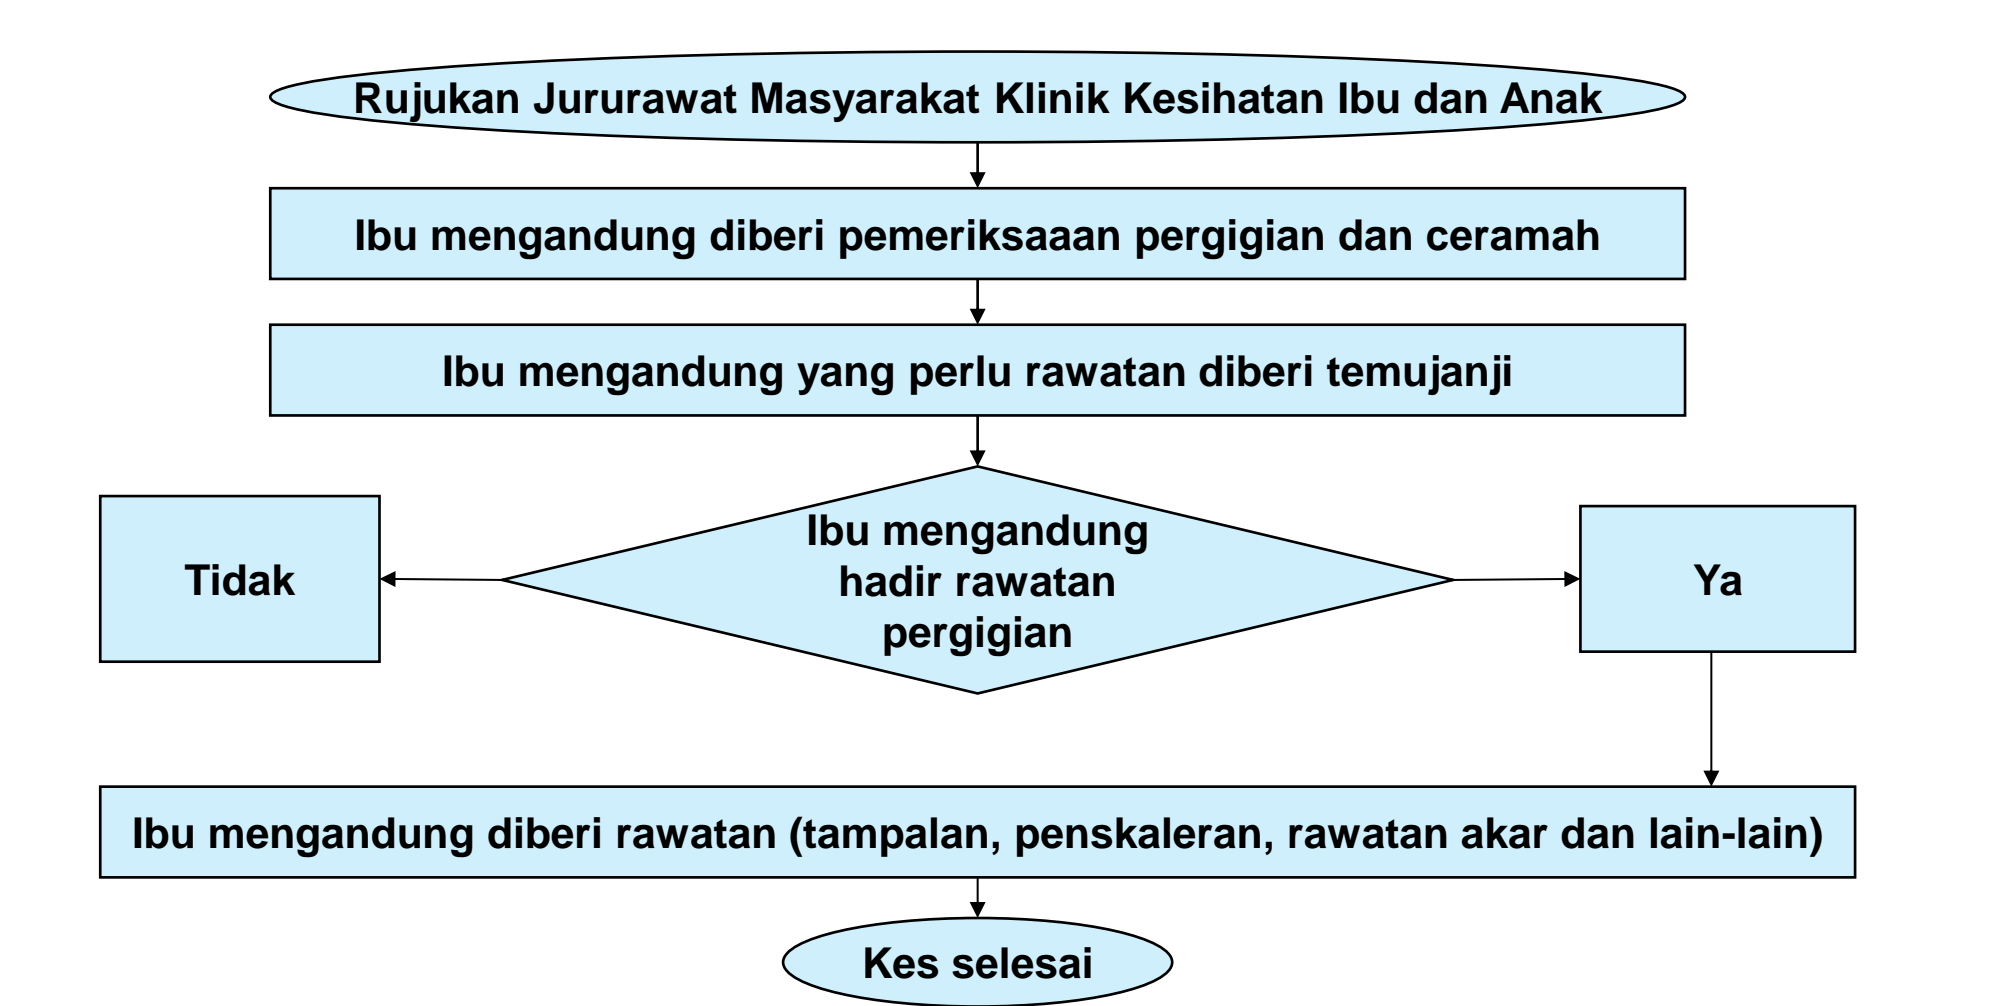 Rujukan Jururawat Masyarakat Klinik Kesihatan Ibu dan Anak
Ibu mengandung diberi pemeriksaaan pergigian dan ceramah
Ibu mengandung yang perlu rawatan diberi temujanji
Ibu mengandung
hadir rawatan
pergigian
Tidak
Ya
Ibu mengandung diberi rawatan (tampalan, penskaleran, rawatan akar dan lain-lain)
Kes selesai